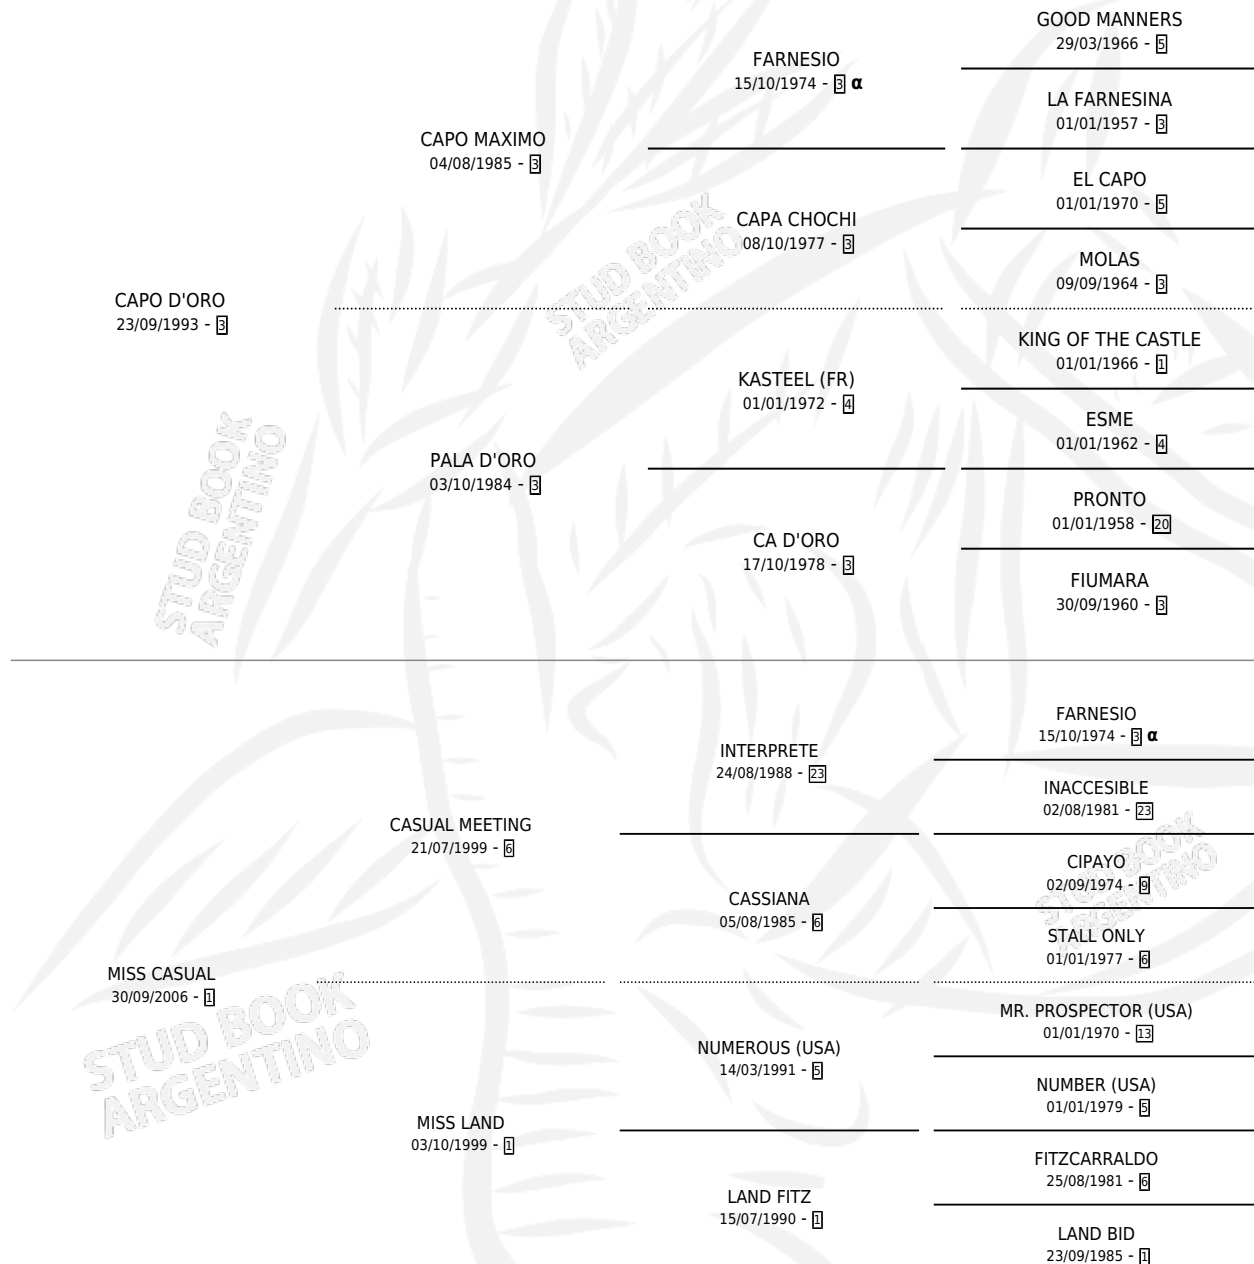 GOOD MANNERS
29/03/1966 - 5
FARNESIO
15/10/1974 - 3 α
LA FARNESINA
01/01/1957 - 3
CAPO MAXIMO
04/08/1985 - 3
EL CAPO
01/01/1970 - 5
CAPA CHOCHI
08/10/1977 - 3
MOLAS
09/09/1964 - 3
CAPO D'ORO
23/09/1993 - 3
KING OF THE CASTLE
01/01/1966 - 1
KASTEEL (FR)
01/01/1972 - 4
ESME
01/01/1962 - 4
PALA D'ORO
03/10/1984 - 3
PRONTO
01/01/1958 - 20
CA D'ORO
17/10/1978 - 3
FIUMARA
30/09/1960 - 3
FARNESIO
15/10/1974 - 3 α
INTERPRETE
24/08/1988 - 23
INACCESIBLE
02/08/1981 - 23
CASUAL MEETING
21/07/1999 - 6
CIPAYO
02/09/1974 - 9
CASSIANA
05/08/1985 - 6
STALL ONLY
01/01/1977 - 6
MISS CASUAL
30/09/2006 - 1
MR. PROSPECTOR (USA)
01/01/1970 - 13
NUMEROUS (USA)
14/03/1991 - 5
NUMBER (USA)
01/01/1979 - 5
MISS LAND
03/10/1999 - 1
FITZCARRALDO
25/08/1981 - 6
LAND FITZ
15/07/1990 - 1
LAND BID
23/09/1985 - 1
STUD BOOK
ARGENTINO
STUD BOOK
ARGENTINO
STUD BOOK
ARGENTINO
STUD BOOK
ARGENTINO